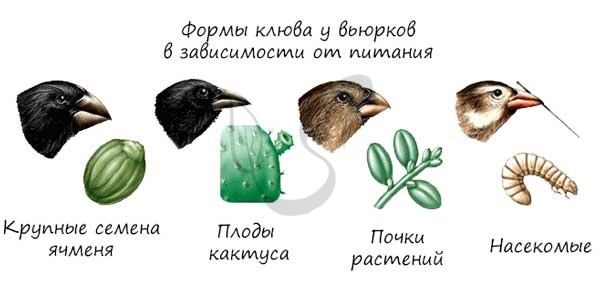 Формы клюва у вьюрков
в зависимости от питания
Крупные семена
ячменя
Плоды
кактуса
Почки
растений
Насекомые